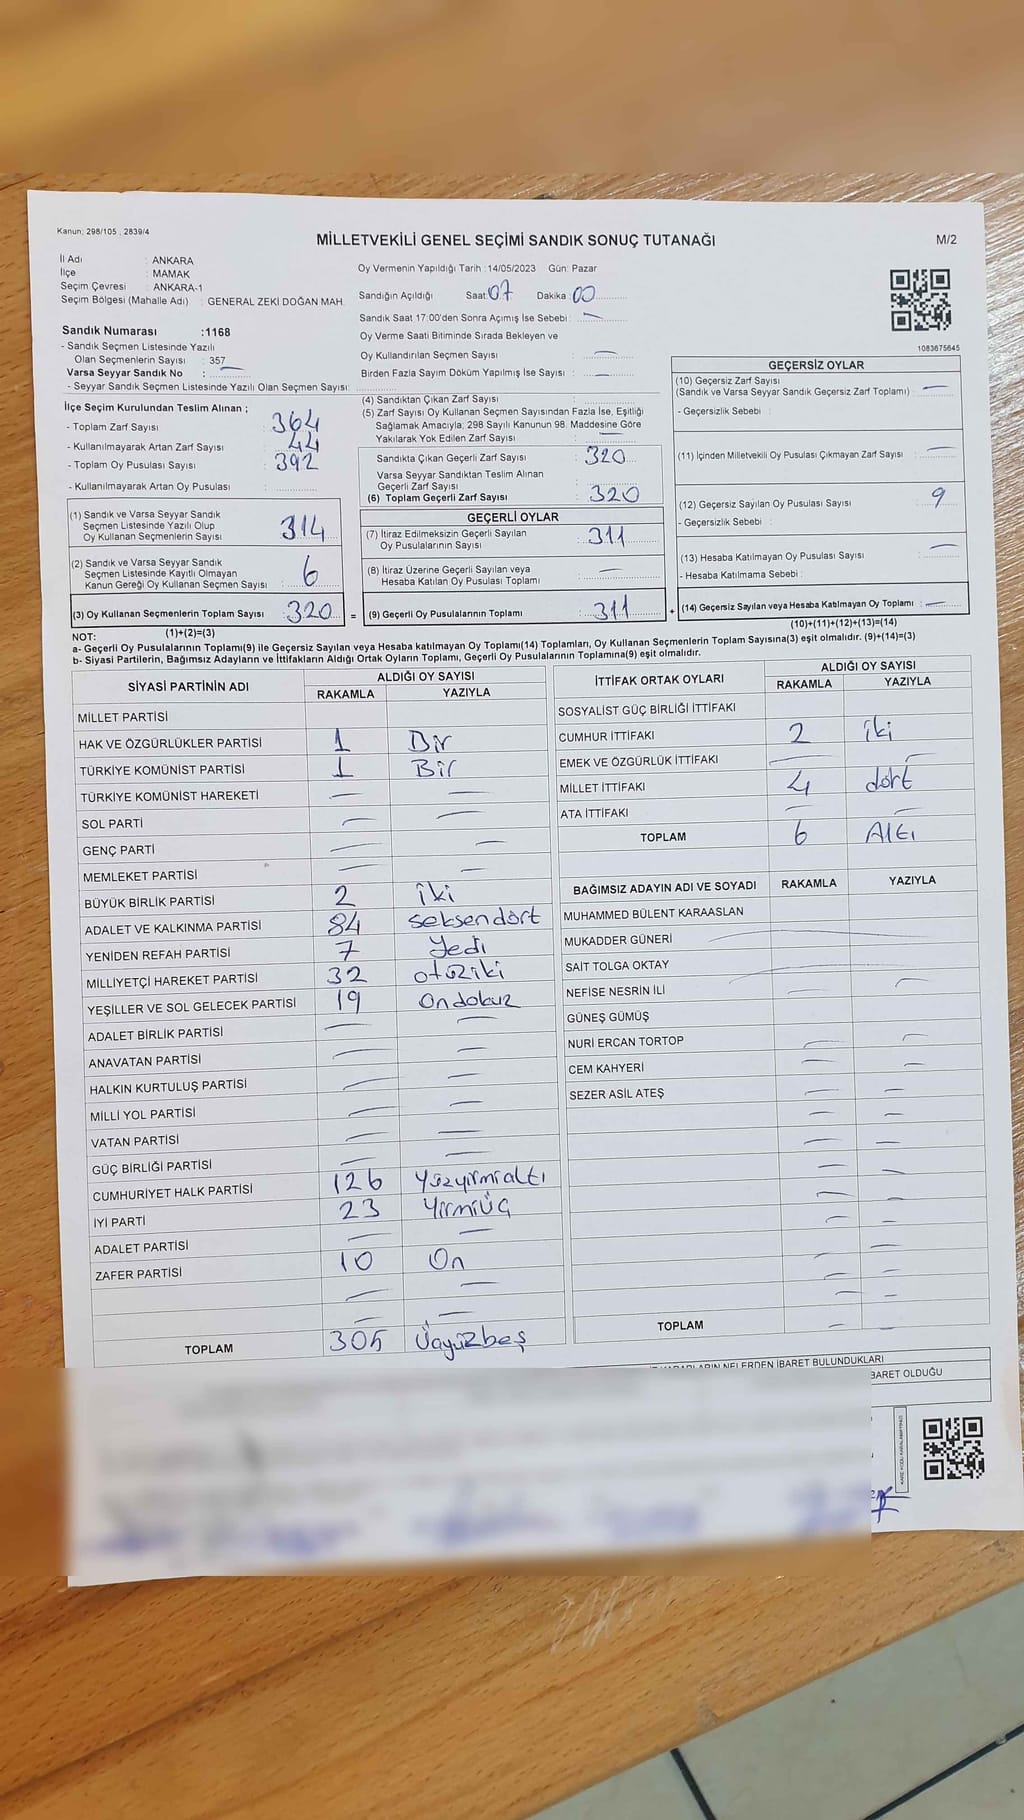 Kanun; 298/105 , 2839/4
MİLLETVEKİLİ GENEL SEÇİMİ SANDIK SONUÇ TUTANAĞI
M/2
İl Adı : ANKARA
İlçe : MAMAK
Seçim Çevresi : ANKARA-1
Seçim Bölgesi (Mahalle Adı) : GENERAL ZEKİ DOĞAN MAH.
Oy Vermenin Yapıldığı Tarih :14/05/2023 Gün: Pazar
Sandığın Açıldığı Saat:07 Dakika :00
Sandık Saat 17:00'den Sonra Açımış İse Sebebi : —
Oy Verme Saati Bitiminde Sırada Bekleyen ve
Oy Kullandırılan Seçmen Sayısı : —
Birden Fazla Sayım Döküm Yapılmış İse Sayısı : —
1083675645
Sandık Numarası :1168
- Sandık Seçmen Listesinde Yazılı
Olan Seçmenlerin Sayısı : 357
Varsa Seyyar Sandık No : —
- Seyyar Sandık Seçmen Listesinde Yazılı Olan Seçmen Sayısı:
İlçe Seçim Kurulundan Teslim Alınan ;
- Toplam Zarf Sayısı : 364
- Kullanılmayarak Artan Zarf Sayısı : 44
- Toplam Oy Pusulası Sayısı : 392
- Kullanılmayarak Artan Oy Pusulası :
(1) Sandık ve Varsa Seyyar Sandık
Seçmen Listesinde Yazılı Olup
Oy Kullanan Seçmenlerin Sayısı : 314
(2) Sandık ve Varsa Seyyar Sandık
Seçmen Listesinde Kayıtlı Olmayan
Kanun Gereği Oy Kullanan Seçmen Sayısı : 6
(3) Oy Kullanan Seçmenlerin Toplam Sayısı : 320 =
(1)+(2)=(3)
(4) Sandıktan Çıkan Zarf Sayısı :
(5) Zarf Sayısı Oy Kullanan Seçmen Sayısından Fazla İse, Eşitliği
Sağlamak Amacıyla; 298 Sayılı Kanunun 98. Maddesine Göre
Yakılarak Yok Edilen Zarf Sayısı : —
Sandıkta Çıkan Geçerli Zarf Sayısı : 320
Varsa Seyyar Sandıktan Teslim Alınan
Geçerli Zarf Sayısı :
(6) Toplam Geçerli Zarf Sayısı : 320
GEÇERLİ OYLAR
(7) İtiraz Edilmeksizin Geçerli Sayılan
Oy Pusulalarının Sayısı : 311
(8) İtiraz Üzerine Geçerli Sayılan veya
Hesaba Katılan Oy Pusulası Toplamı : —
(9) Geçerli Oy Pusulalarının Toplamı : 311 +
GEÇERSİZ OYLAR
(10) Geçersiz Zarf Sayısı
(Sandık ve Varsa Seyyar Sandık Geçersiz Zarf Toplamı) : —
- Geçersizlik Sebebi :
(11) İçinden Milletvekili Oy Pusulası Çıkmayan Zarf Sayısı : —
(12) Geçersiz Sayılan Oy Pusulası Sayısı : 9
- Geçersizlik Sebebi :
(13) Hesaba Katılmayan Oy Pusulası Sayısı : —
- Hesaba Katılmama Sebebi :
(14) Geçersiz Sayılan veya Hesaba Katılmayan Oy Toplamı : —
(10)+(11)+(12)+(13)=(14)
NOT:
a- Geçerli Oy Pusulalarının Toplamı(9) ile Geçersiz Sayılan veya Hesaba katılmayan Oy Toplamı(14) Toplamları, Oy Kullanan Seçmenlerin Toplam Sayısına(3) eşit olmalıdır. (9)+(14)=(3)
b- Siyasi Partilerin, Bağımsız Adayların ve İttifakların Aldığı Ortak Oyların Toplamı, Geçerli Oy Pusulalarının Toplamına(9) eşit olmalıdır.
SİYASİ PARTİNİN ADI ALDIĞI OY SAYISI
RAKAMLA YAZIYLA
MİLLET PARTİSİ
HAK VE ÖZGÜRLÜKLER PARTİSİ 1 Bir
TÜRKİYE KOMÜNİST PARTİSİ 1 Bir
TÜRKİYE KOMÜNİST HAREKETİ — —
SOL PARTİ — —
GENÇ PARTİ — —
MEMLEKET PARTİSİ — —
BÜYÜK BİRLİK PARTİSİ 2 iki
ADALET VE KALKINMA PARTİSİ 84 seksendört
YENİDEN REFAH PARTİSİ 7 Yedi
MİLLİYETÇİ HAREKET PARTİSİ 32 otuziki
YEŞİLLER VE SOL GELECEK PARTİSİ 19 Ondokuz
ADALET BİRLİK PARTİSİ — —
ANAVATAN PARTİSİ — —
HALKIN KURTULUŞ PARTİSİ — —
MİLLİ YOL PARTİSİ — —
VATAN PARTİSİ — —
GÜÇ BİRLİĞİ PARTİSİ — —
CUMHURİYET HALK PARTİSİ 126 Yüzyirmialtı
İYİ PARTİ 23 YirmiÜç
ADALET PARTİSİ — —
ZAFER PARTİSİ 10 On
— —
— —
TOPLAM 305 Üçyüzbeş
İTTİFAK ORTAK OYLARI ALDIĞI OY SAYISI
RAKAMLA YAZIYLA
SOSYALİST GÜÇ BİRLİĞİ İTTİFAKI
CUMHUR İTTİFAKI 2 iki
EMEK VE ÖZGÜRLÜK İTTİFAKI — —
MİLLET İTTİFAKI 4 dört
ATA İTTİFAKI — —
TOPLAM 6 Altı
BAĞIMSIZ ADAYIN ADI VE SOYADI RAKAMLA YAZIYLA
MUHAMMED BÜLENT KARAASLAN
MUKADDER GÜNERİ —
SAİT TOLGA OKTAY —
NEFİSE NESRİN İLİ — —
GÜNEŞ GÜMÜŞ
NURİ ERCAN TORTOP — —
CEM KAHYERİ — —
SEZER ASİL ATEŞ — —
TOPLAM — —
NELERDEN İBARET BULUNDUKLARI
BARET OLDUĞU